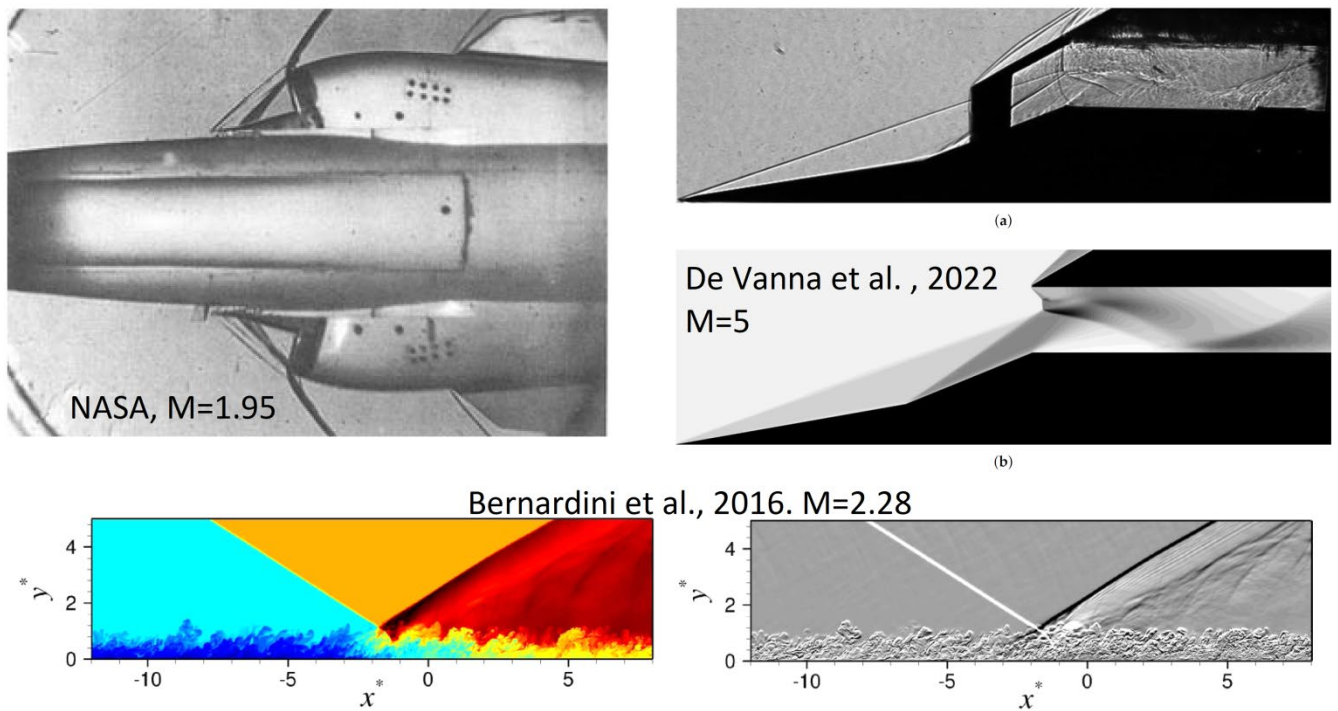 NASA, M=1.95
(a)
De Vanna et al. , 2022
M=5
(b)
Bernardini et al., 2016. M=2.28
4
2
0
y*
-10
-5
0
5
x*
4
2
0
y*
-10
-5
0
5
x*